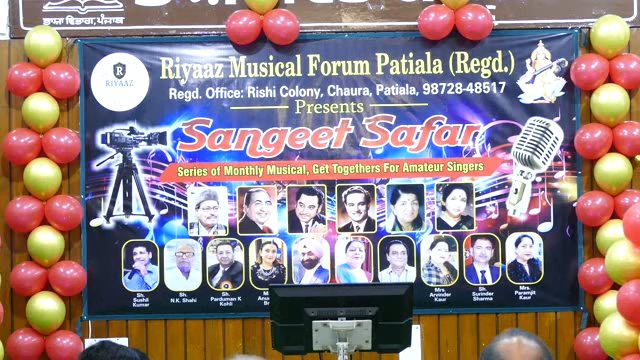 ਭਾਸ਼ਾ ਵਿਭਾਗ, ਪੰਜਾਬ
R
RIYAAZ
Riyaaz Musical Forum Patiala (Regd.)
Regd. Office: Rishi Colony, Chaura, Patiala, 98728-48517
Presents
Sangeet Safar
Series of Monthly Musical, Get Togethers For Amateur Singers
Sh. Sushil Kumar
Sh. N.K. Shahi
Sh. Parduman K Kohli
Mrs. Arvinder Kaur
Sh. Surinder Sharma
Mrs. Paramjit Kaur